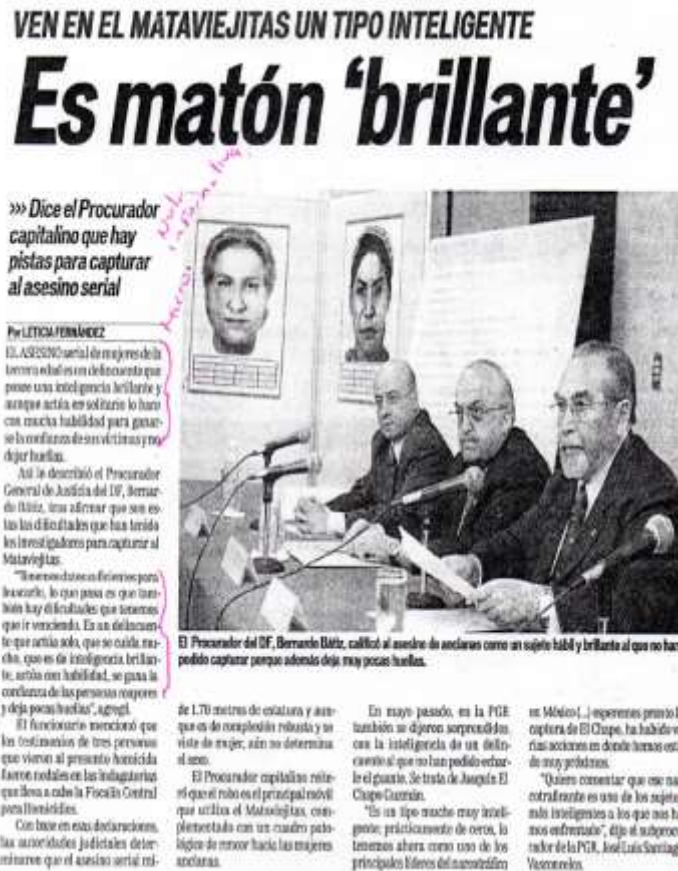 VEN EN EL MATAVIEJITAS UN TIPO INTELIGENTE
Es matón ‘brillante’
»» Dice el Procurador
capitalino que hay
pistas para capturar
al asesino serial
Nota
informativa
Por LETICIA FERNÁNDEZ
EL ASESINO serial de mujeres de la
tercera edad es un delincuente que
posee una inteligencia brillante y
aunque actúa en solitario lo hace
con mucha habilidad para ganar-
se la confianza de sus víctimas y no
dejar huellas.
Así lo describió el Procurador
General de Justicia del DF, Bernar-
do Bátiz, tras afirmar que son es-
tas las dificultades que han tenido
los investigadores para capturar al
Mataviejitas.
"Tenemos datos suficientes para
buscarlo, lo que pasa es que tam-
bién hay dificultades que tenemos
que ir venciendo. Es un delincuen-
te que actúa solo, que se cuida mu-
cho, que es de inteligencia brillan-
te, actúa con habilidad, se gana la
confianza de las personas mayores
y deja pocas huellas", agregó.
El funcionario mencionó que
los testimonios de tres personas
que vieron al presunto homicida
fueron nodales en las indagatorias
que lleva a cabo la Fiscalía Central
para Homicidios.
Con base en esas declaraciones,
las autoridades judiciales deter-
minaron que el asesino serial mi-
El Procurador del DF, Bernardo Bátiz, calificó al asesino de ancianas como un sujeto hábil y brillante al que no han
podido capturar porque además deja muy pocas huellas.
de 1.70 metros de estatura y aun-
que es de complexión robusta y se
viste de mujer, aún no determina
el sexo.
El Procurador capitalino reite-
ró que el robo es el principal móvil
que utiliza el Mataviejitas, com-
plementado con un cuadro pato-
lógico de rencor hacia las mujeres
ancianas.
En mayo pasado, en la PGR
también se dijeron sorprendidos
con la inteligencia de un delin-
cuente al que no han podido echar-
le el guante. Se trata de Joaquín El
Chapo Guzmán.
"Es un tipo mucho muy inteli-
gente; prácticamente de ceros, lo
tenemos ahora como uno de los
principales líderes del narcotráfico
en México (...) esperemos pronto l
captura de El Chapo, ha habido v
rias acciones en donde hemos est
do muy próximos.
"Quiero comentar que ese na
cotraficante es uno de los sujeto
más inteligentes a los que nos h
mos enfrentado", dijo el subproc
rador de la PGR, José Luis Santiag
Vasconcelos.